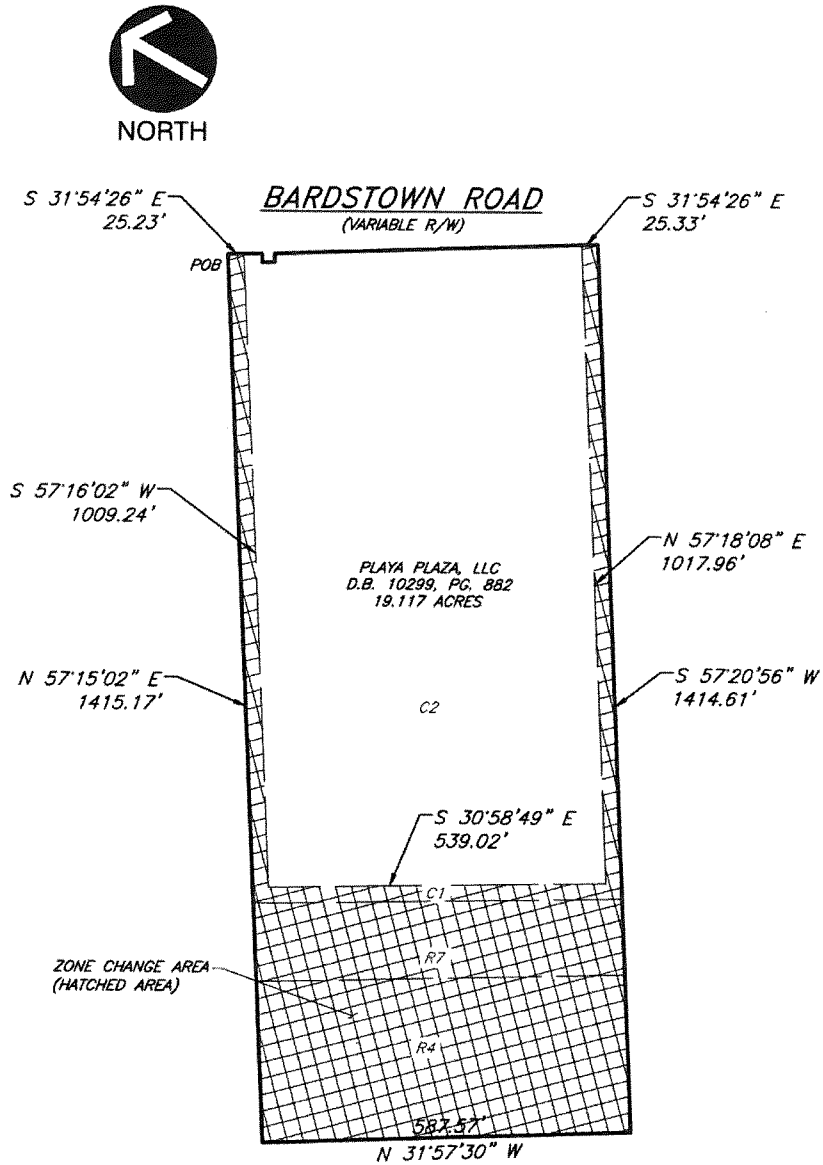 NORTH
BARDSTOWN ROAD
(VARIABLE R/W)
S 31°54'26" E
25.23'
S 31°54'26" E
25.33'
POB
S 57°16'02" W
1009.24'
N 57°18'08" E
1017.96'
PLAYA PLAZA, LLC
D.B. 10299, PG. 882
19.117 ACRES
N 57°15'02" E
1415.17'
S 57°20'56" W
1414.61'
C2
S 30°58'49" E
539.02'
C1
R7
ZONE CHANGE AREA
(HATCHED AREA)
R4
587.57'
N 31°57'30" W